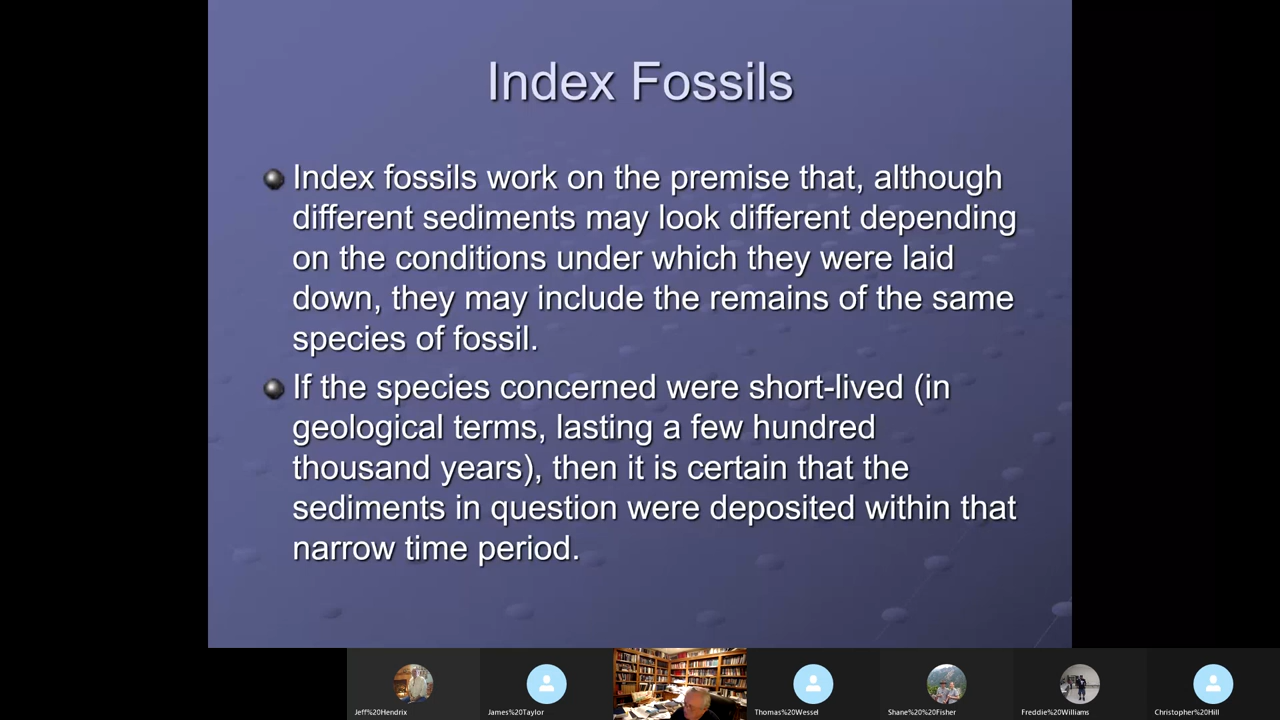 Index Fossils
Index fossils work on the premise that, although
different sediments may look different depending
on the conditions under which they were laid
down, they may include the remains of the same
species of fossil.
If the species concerned were short-lived (in
geological terms, lasting a few hundred
thousand years), then it is certain that the
sediments in question were deposited within that
narrow time period.
Jeff%20Hendrix
James%20Taylor
Thomas%20Wessel
Shane%20%20Fisher
Freddie%20Williams
Christopher%20Hill